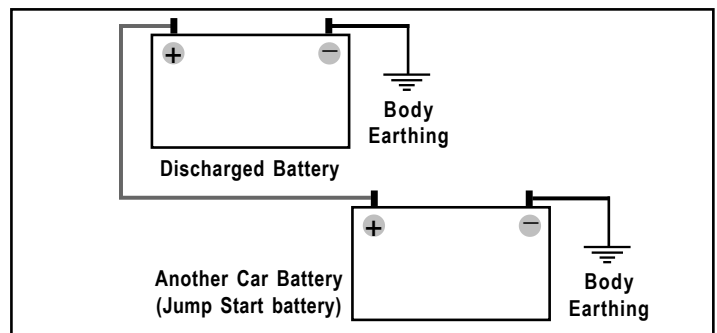 + −
Body
Earthing
Discharged Battery
+ −
Another Car Battery
(Jump Start battery)
Body
Earthing